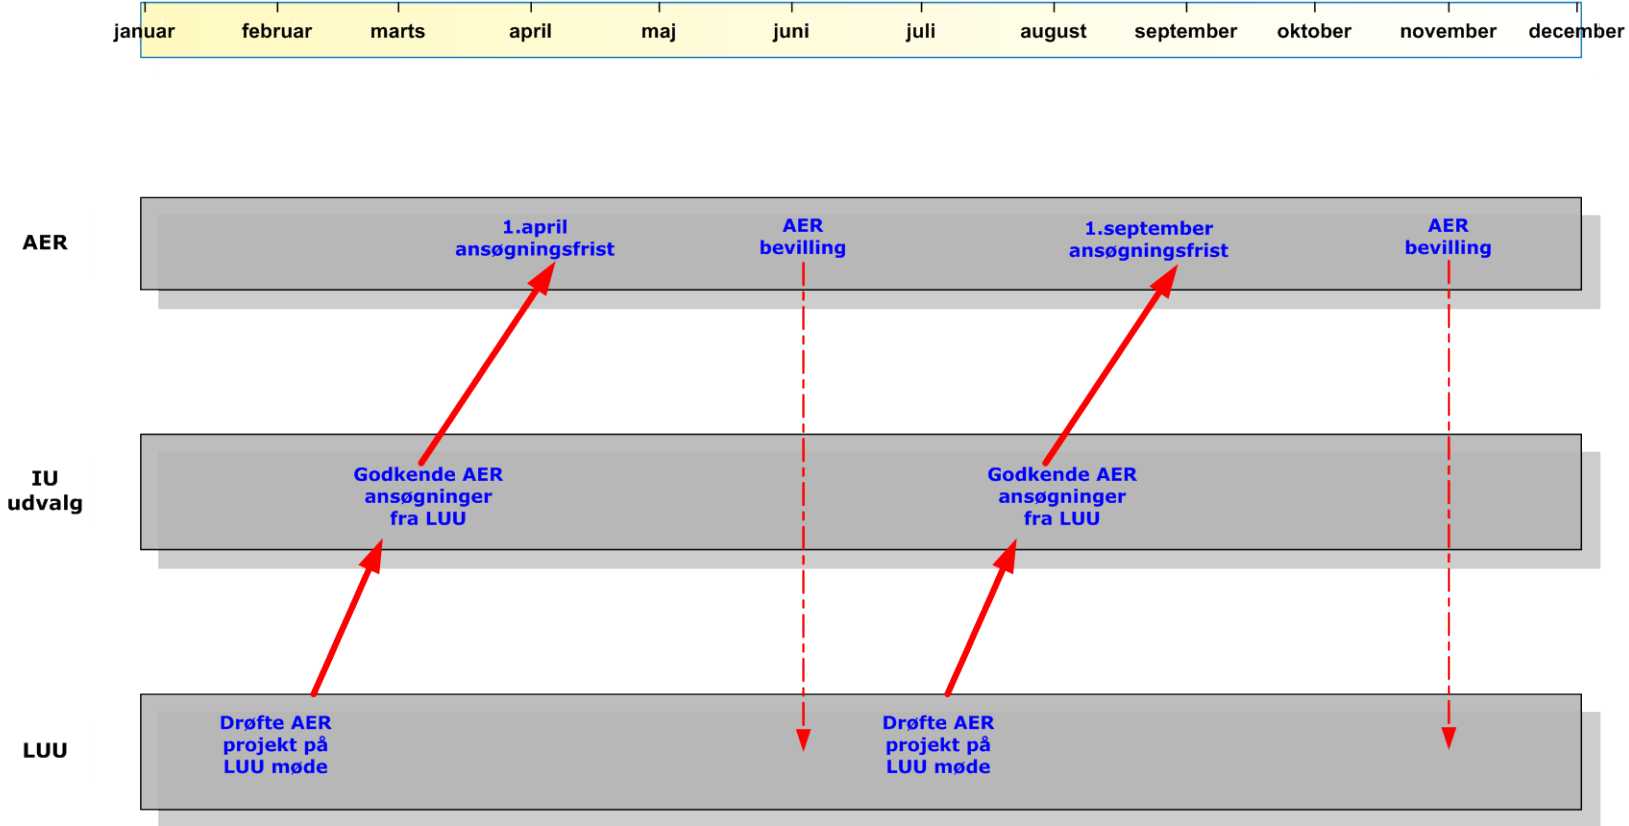 januar februar marts april maj juni juli august september oktober november december
AER
1.april
ansøgningsfrist
AER
bevilling
1.september
ansøgningsfrist
AER
bevilling
IU
udvalg
Godkende AER
ansøgninger
fra LUU
Godkende AER
ansøgninger
fra LUU
LUU
Drøfte AER
projekt på
LUU møde
Drøfte AER
projekt på
LUU møde